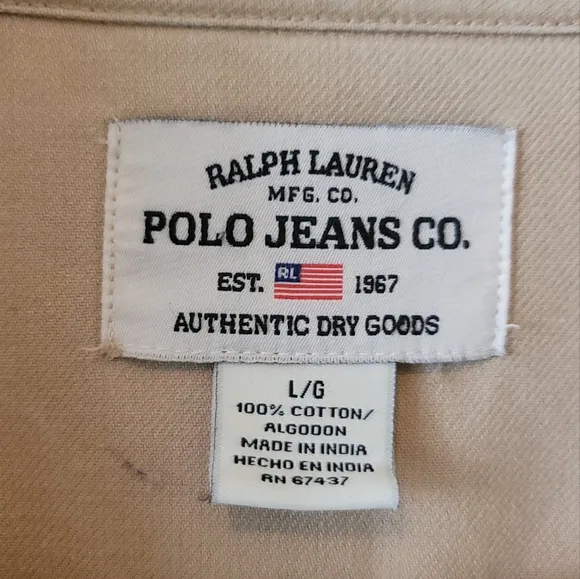 RALPH LAUREN
MFG. CO.
POLO JEANS CO.
EST. RL 1967
AUTHENTIC DRY GOODS
L/G
100% COTTON/
ALGODON
MADE IN INDIA
HECHO EN INDIA
RN 67437